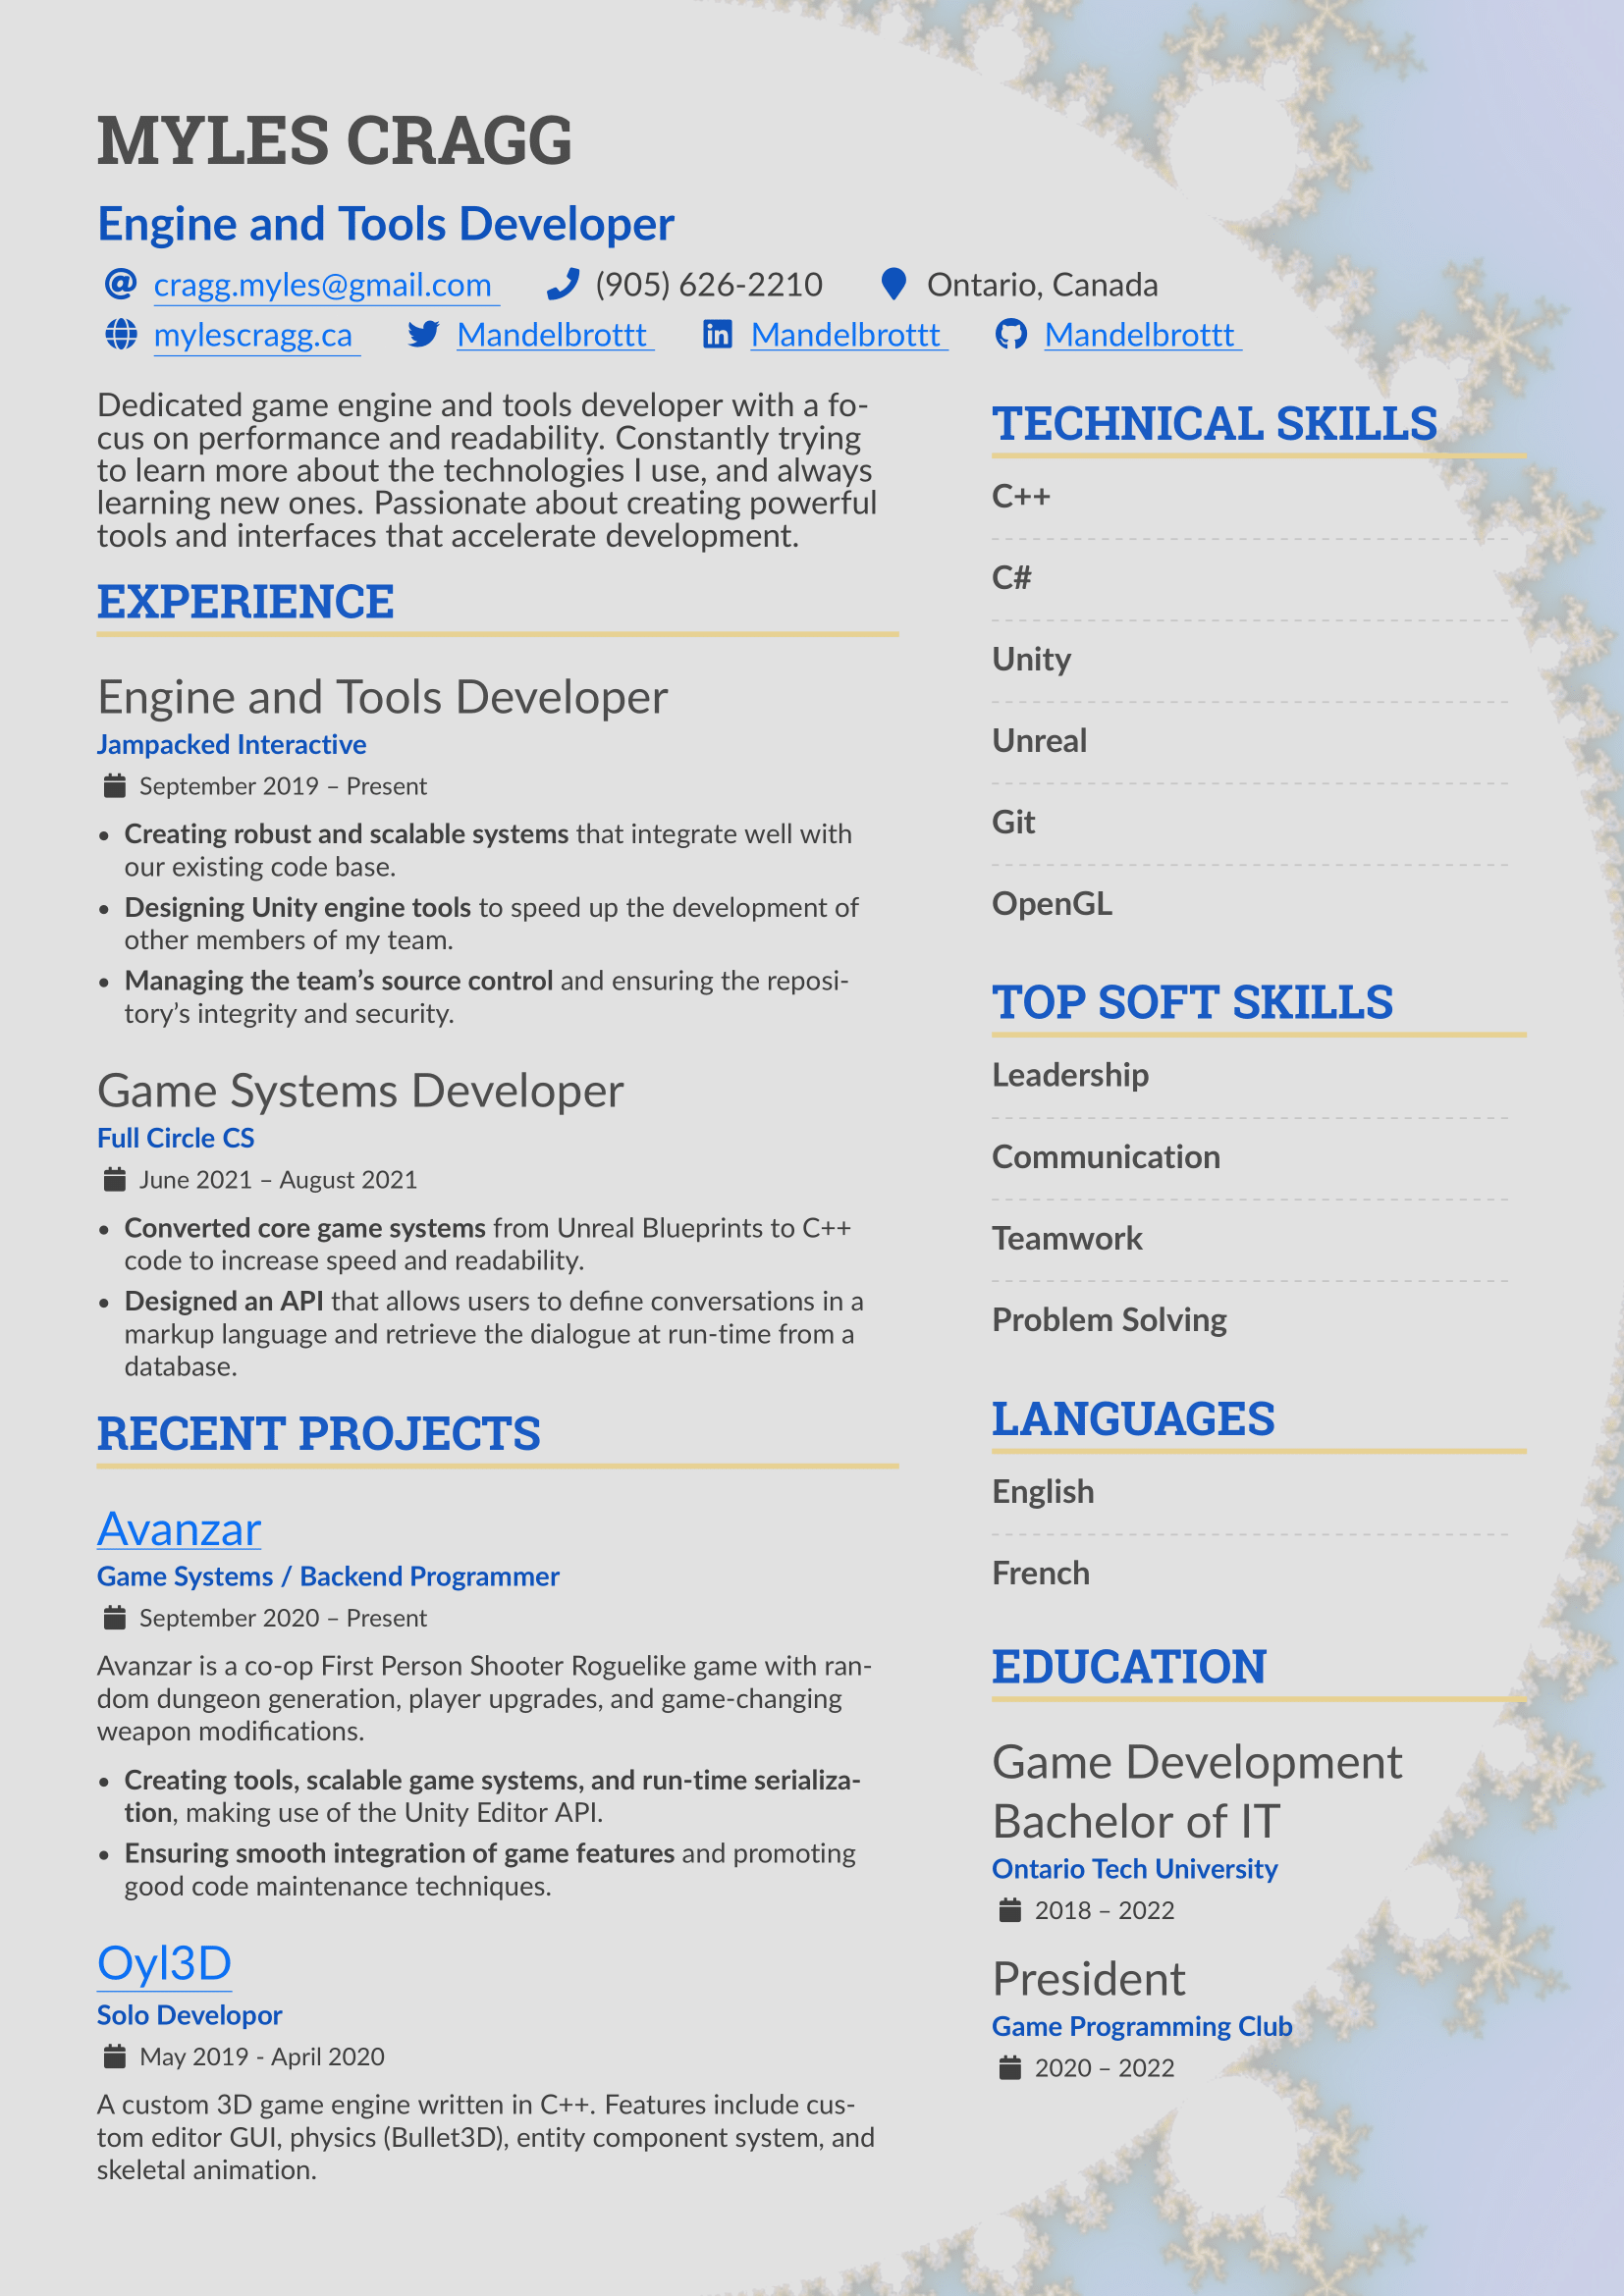 MYLES CRAGG
Engine and Tools Developer
cragg.myles@gmail.com (905) 626-2210 Ontario, Canada
mylescragg.ca Mandelbrottt Mandelbrottt Mandelbrottt
Dedicated game engine and tools developer with a fo-
cus on performance and readability. Constantly trying
to learn more about the technologies I use, and always
learning new ones. Passionate about creating powerful
tools and interfaces that accelerate development.
EXPERIENCE
Engine and Tools Developer
Jampacked Interactive
September 2019 – Present
• Creating robust and scalable systems that integrate well with
our existing code base.
• Designing Unity engine tools to speed up the development of
other members of my team.
• Managing the team's source control and ensuring the reposi-
tory's integrity and security.
Game Systems Developer
Full Circle CS
June 2021 – August 2021
• Converted core game systems from Unreal Blueprints to C++
code to increase speed and readability.
• Designed an API that allows users to define conversations in a
markup language and retrieve the dialogue at run-time from a
database.
RECENT PROJECTS
Avanzar
Game Systems / Backend Programmer
September 2020 – Present
Avanzar is a co-op First Person Shooter Roguelike game with ran-
dom dungeon generation, player upgrades, and game-changing
weapon modifications.
• Creating tools, scalable game systems, and run-time serializa-
tion, making use of the Unity Editor API.
• Ensuring smooth integration of game features and promoting
good code maintenance techniques.
Oyl3D
Solo Developor
May 2019 - April 2020
A custom 3D game engine written in C++. Features include cus-
tom editor GUI, physics (Bullet3D), entity component system, and
skeletal animation.
TECHNICAL SKILLS
C++
C#
Unity
Unreal
Git
OpenGL
TOP SOFT SKILLS
Leadership
Communication
Teamwork
Problem Solving
LANGUAGES
English
French
EDUCATION
Game Development
Bachelor of IT
Ontario Tech University
2018 – 2022
President
Game Programming Club
2020 – 2022